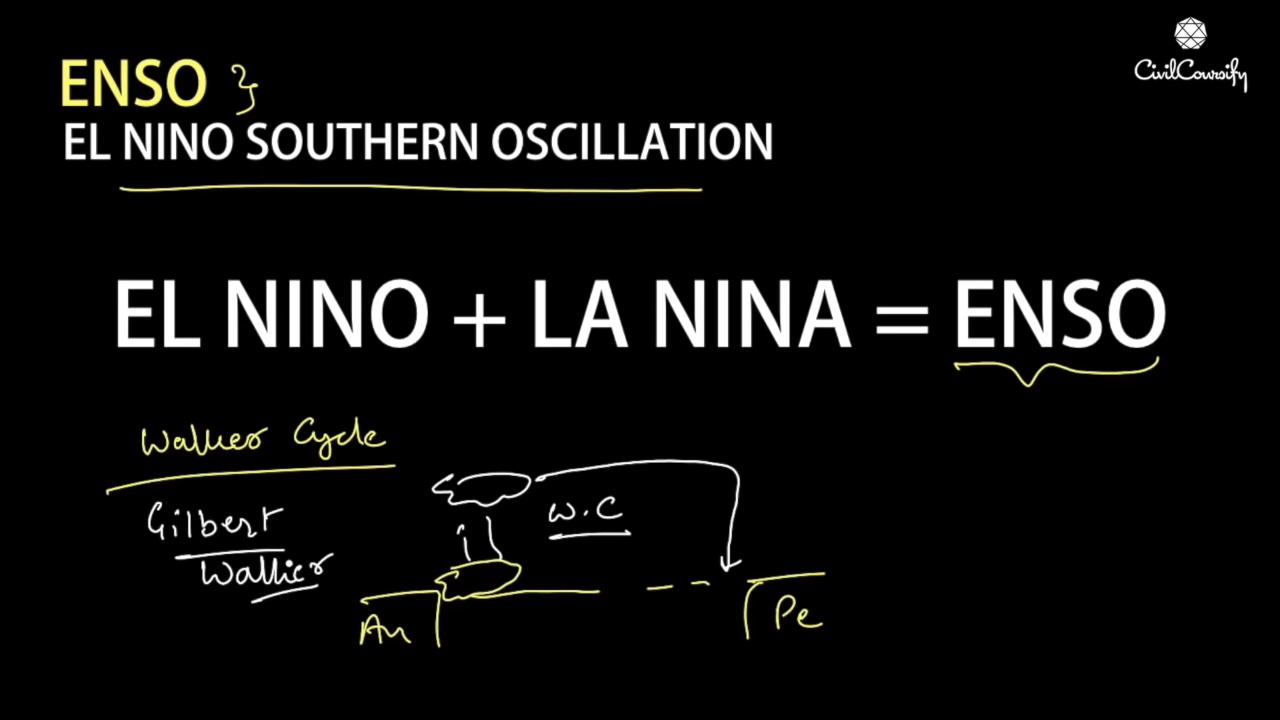 CivilCoursify
ENSO }
EL NINO SOUTHERN OSCILLATION
EL NINO + LA NINA = ENSO
Walker Cycle
Gilbert
Walker
W.C
Au
Pe